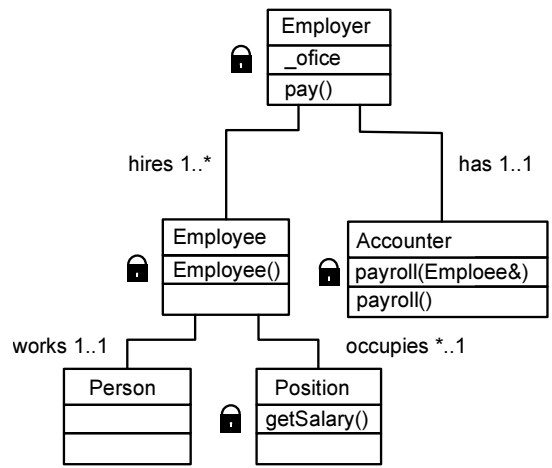 Employer
_ofice
pay()
hires 1..*
has 1..1
Employee
Employee()
Accounter
payroll(Emploee&)
payroll()
works 1..1
occupies *..1
Person
Position
getSalary()